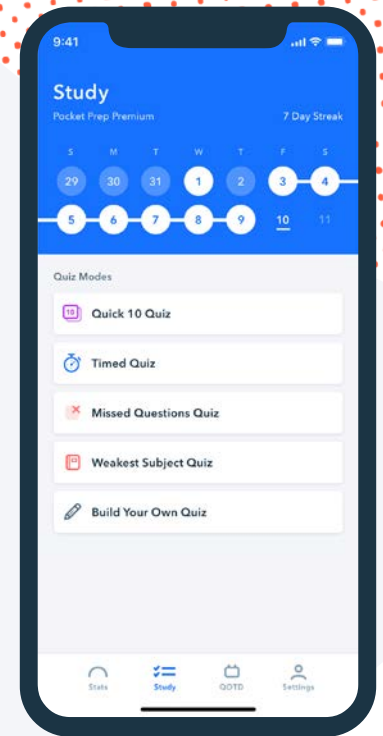 9:41
Study
Pocket Prep Premium 7 Day Streak
S M T W T F S
29 30 31 1 2 3 4
5 6 7 8 9 10 11
Quiz Modes
10 Quick 10 Quiz
Timed Quiz
Missed Questions Quiz
Weakest Subject Quiz
Build Your Own Quiz
Stats Study QOTD Settings